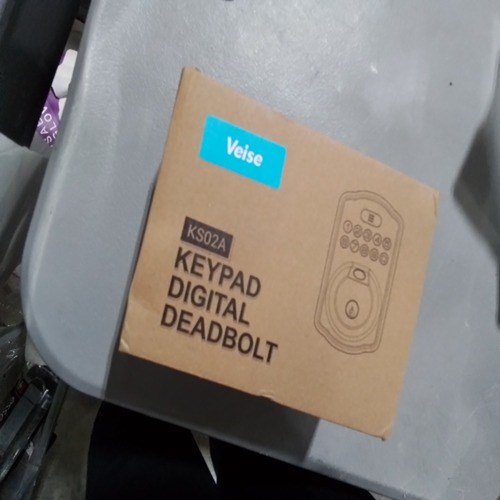 Veise
KS02A
KEYPAD
DIGITAL
DEADBOLT